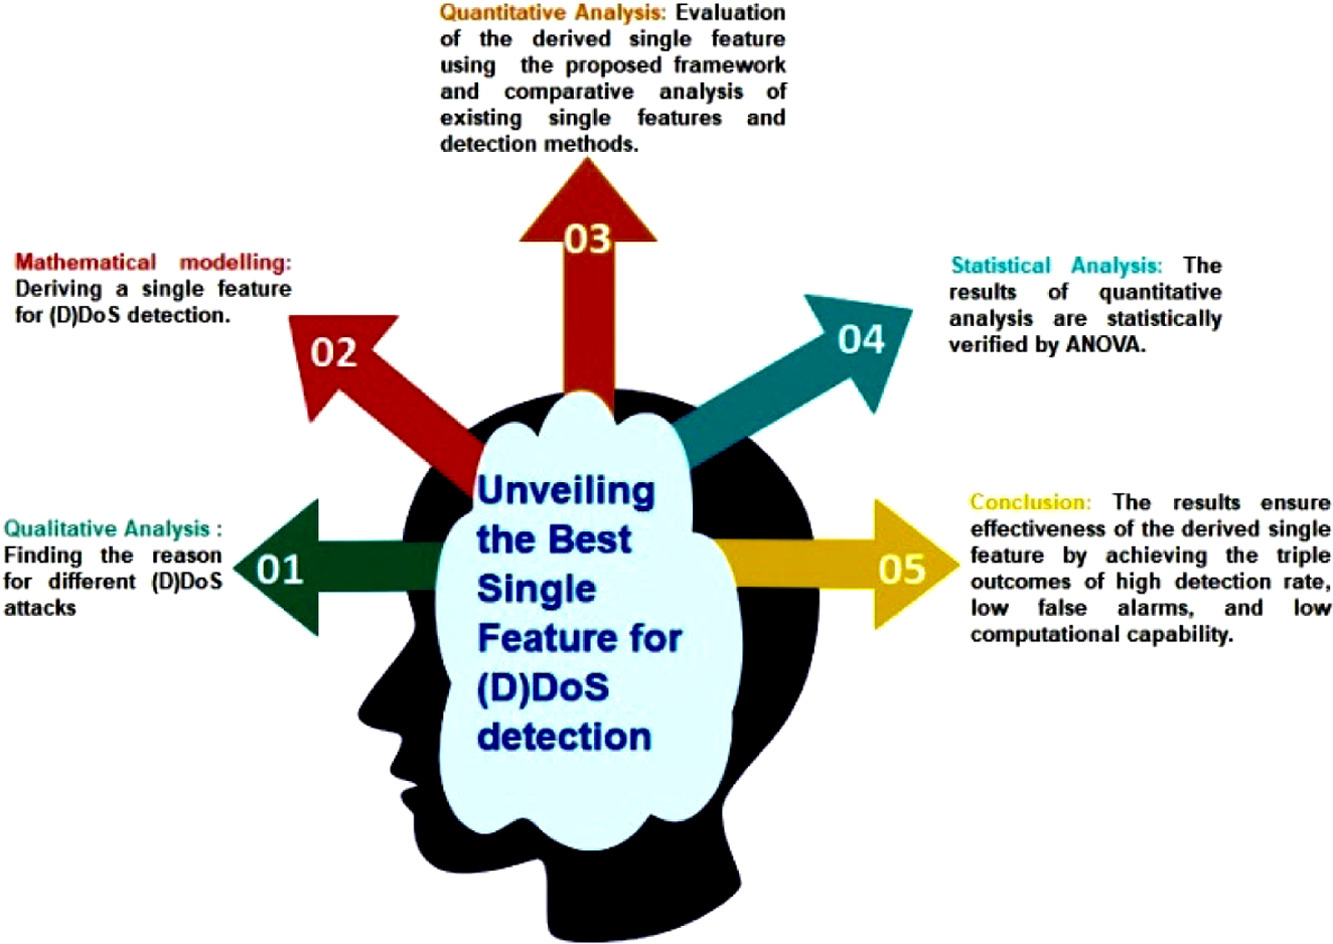 Quantitative Analysis: Evaluation
of the derived single feature
using the proposed framework
and comparative analysis of
existing single features and
detection methods.
03
Mathematical modelling:
Deriving a single feature
for (D)DoS detection.
02
Statistical Analysis: The
results of quantitative
analysis are statistically
verified by ANOVA.
04
Qualitative Analysis :
Finding the reason
for different (D)DoS
attacks
01
Unveiling
the Best
Single
Feature for
(D)DoS
detection
05
Conclusion: The results ensure
effectiveness of the derived single
feature by achieving the triple
outcomes of high detection rate,
low false alarms, and low
computational capability.